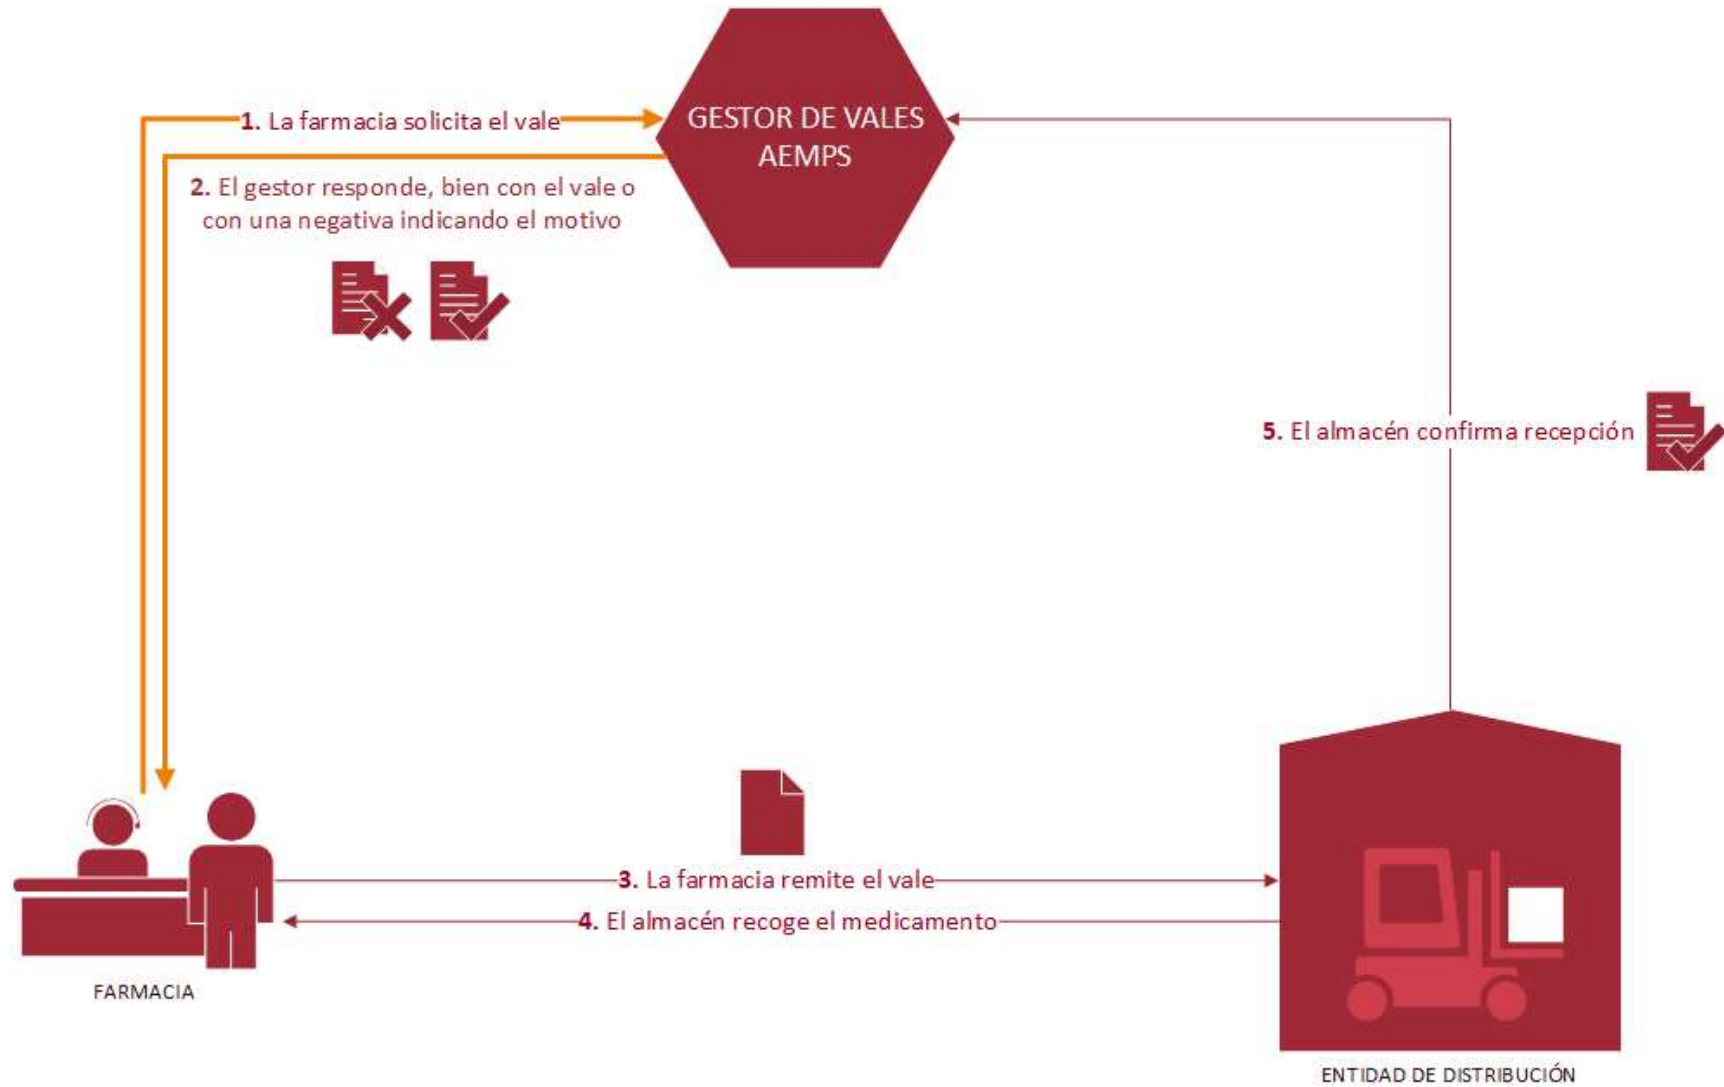 GESTOR DE VALES
AEMPS
1. La farmacia solicita el vale
2. El gestor responde, bien con el vale o
con una negativa indicando el motivo
5. El almacén confirma recepción
3. La farmacia remite el vale
4. El almacén recoge el medicamento
FARMACIA
ENTIDAD DE DISTRIBUCIÓN